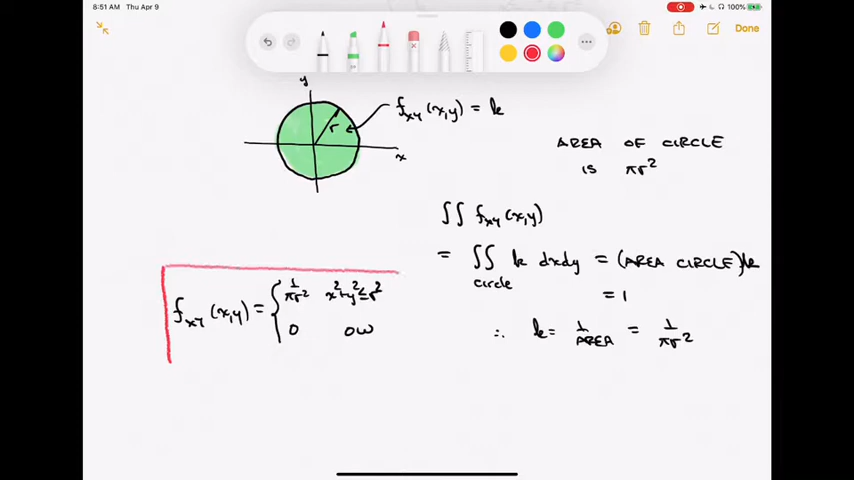 8:51 AM Thu Apr 9
100%
Done
y
f_XY(x,y) = k
r
x
AREA OF CIRCLE
IS πr²
∫∫ f_XY(x,y)
= ∫∫ k dxdy = (AREA CIRCLE)k
circle
= 1
f_XY(x,y) = { 1/πr² x²+y²≤r²
0 OW
∴ k = 1/AREA = 1/πr²